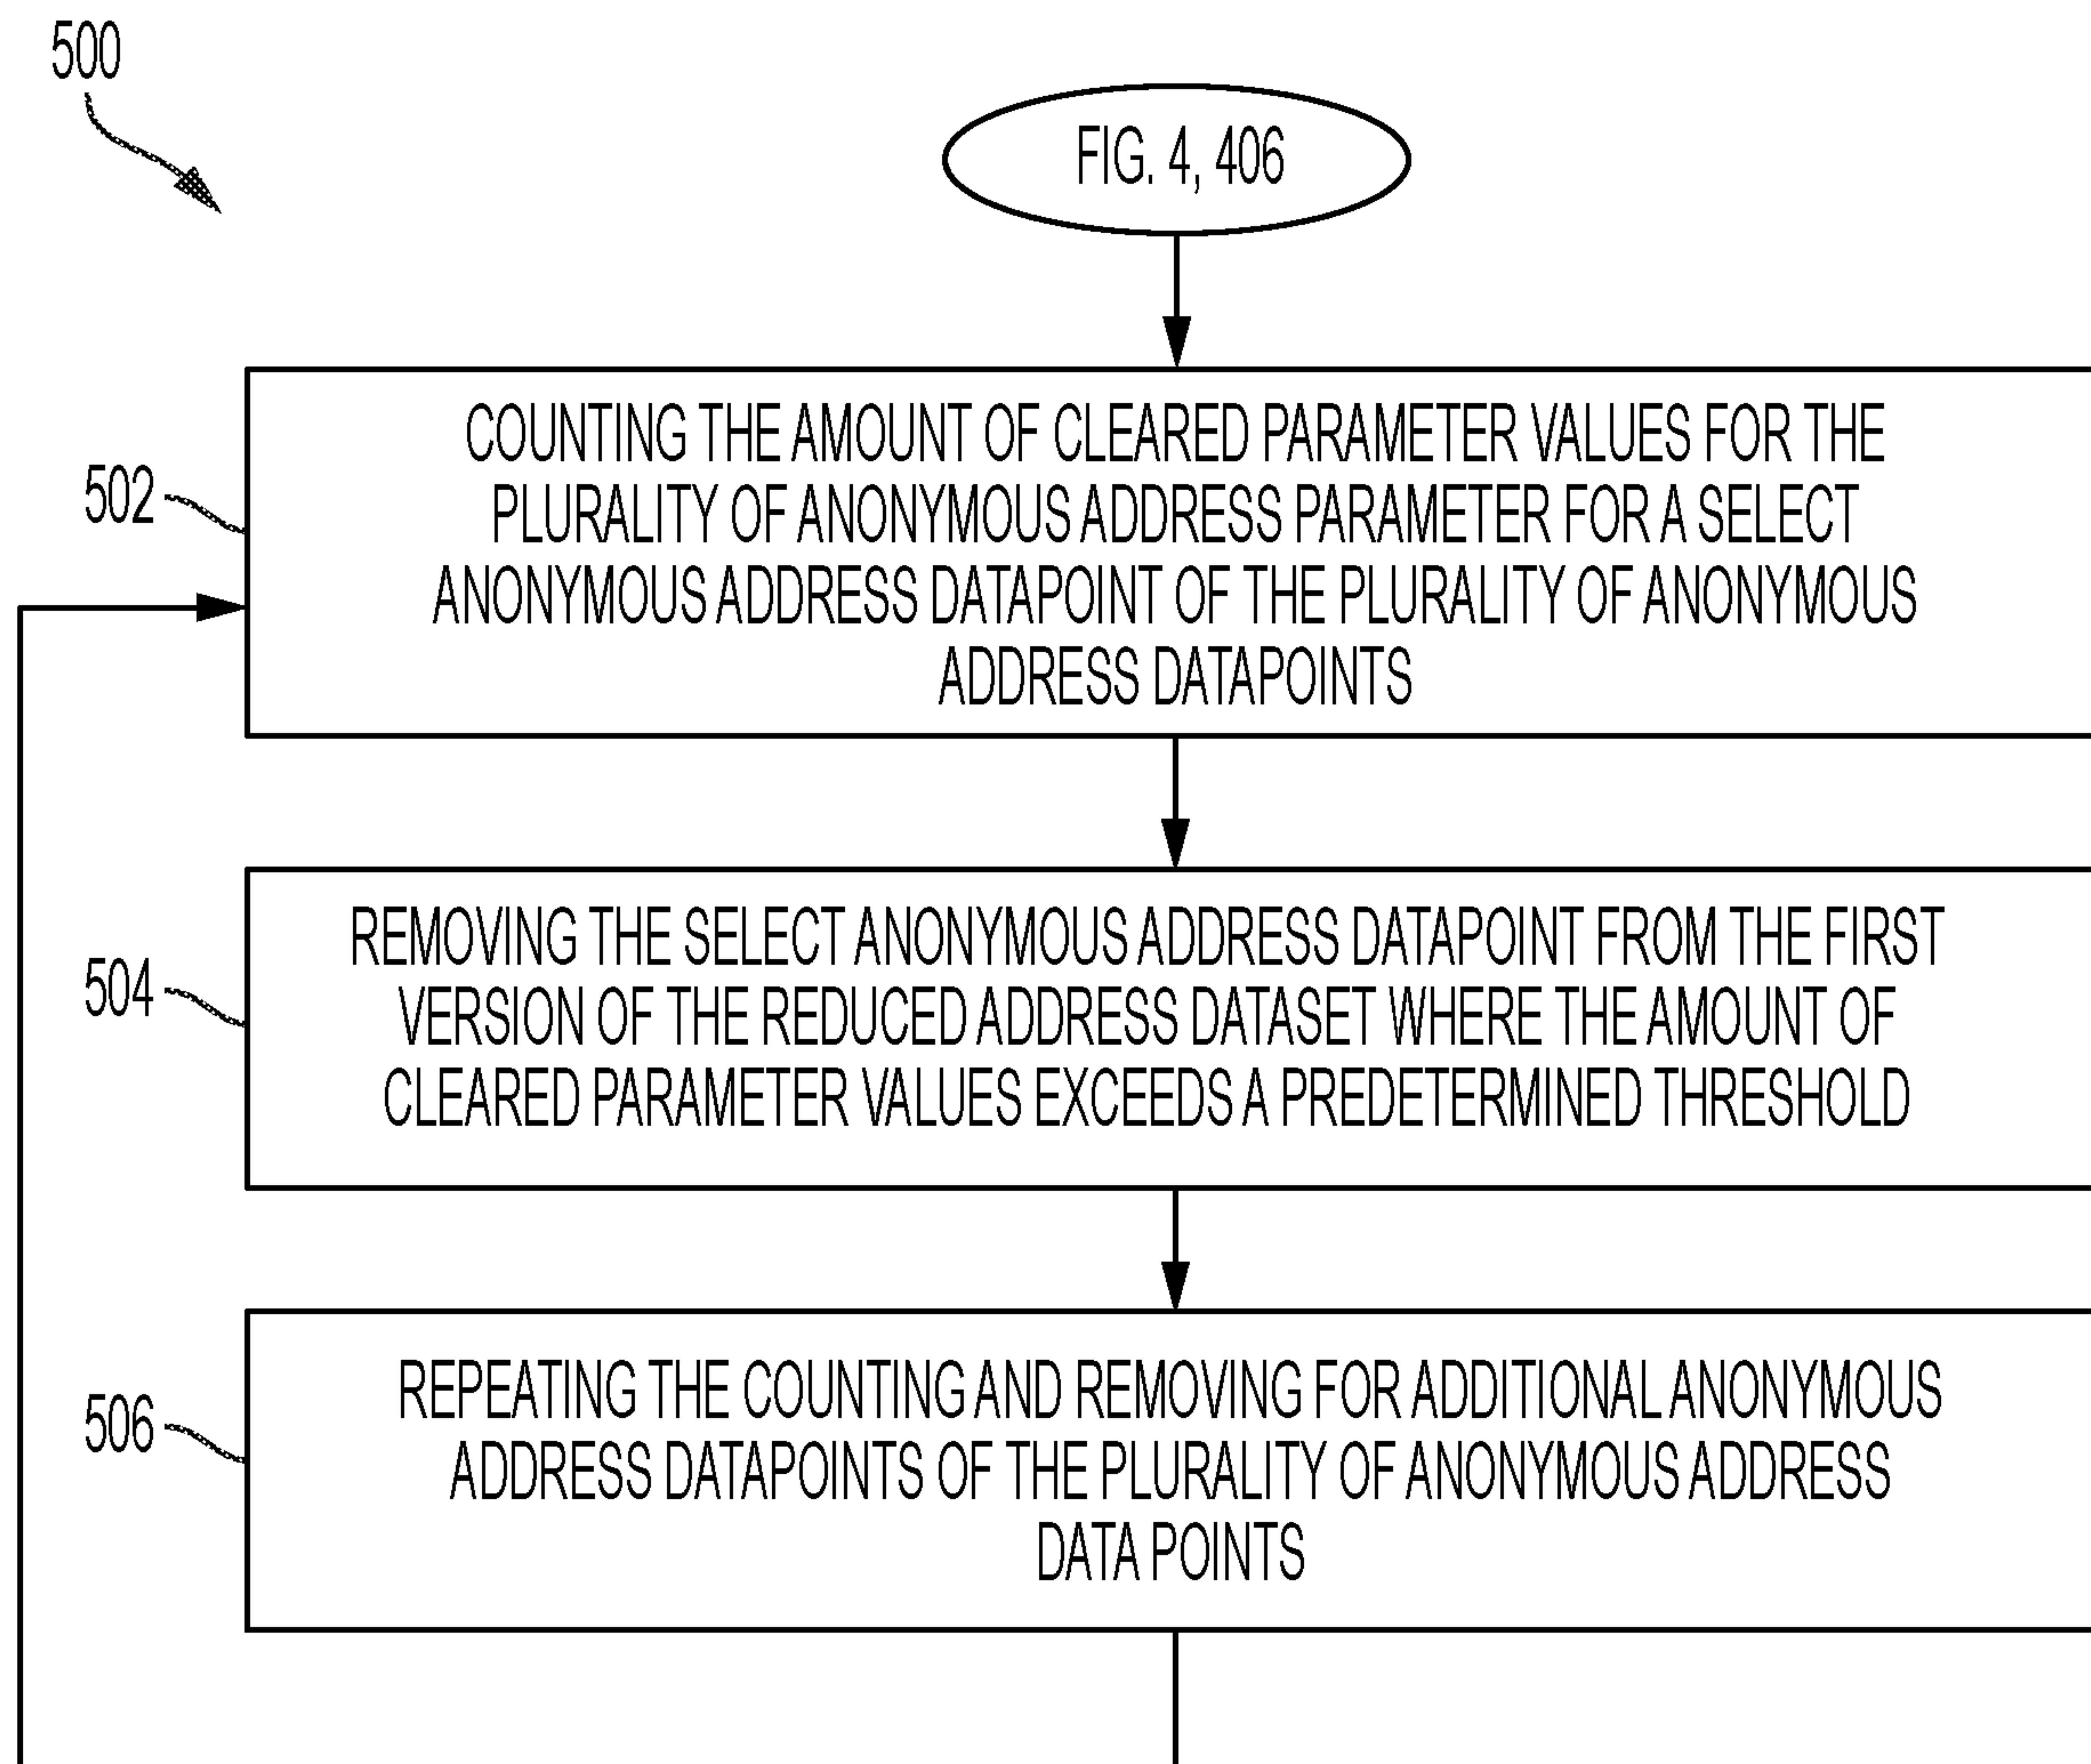 500
FIG. 4, 406
502
COUNTING THE AMOUNT OF CLEARED PARAMETER VALUES FOR THE
PLURALITY OF ANONYMOUS ADDRESS PARAMETER FOR A SELECT
ANONYMOUS ADDRESS DATAPOINT OF THE PLURALITY OF ANONYMOUS
ADDRESS DATAPOINTS
504
REMOVING THE SELECT ANONYMOUS ADDRESS DATAPOINT FROM THE FIRST
VERSION OF THE REDUCED ADDRESS DATASET WHERE THE AMOUNT OF
CLEARED PARAMETER VALUES EXCEEDS A PREDETERMINED THRESHOLD
506
REPEATING THE COUNTING AND REMOVING FOR ADDITIONAL ANONYMOUS
ADDRESS DATAPOINTS OF THE PLURALITY OF ANONYMOUS ADDRESS
DATA POINTS